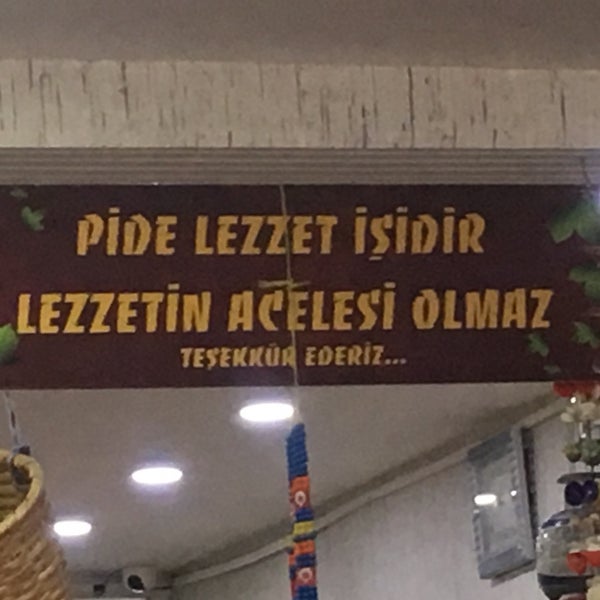 PİDE LEZZET İŞİDİR
LEZZETİN ACELESİ OLMAZ
TEŞEKKÜR EDERİZ...